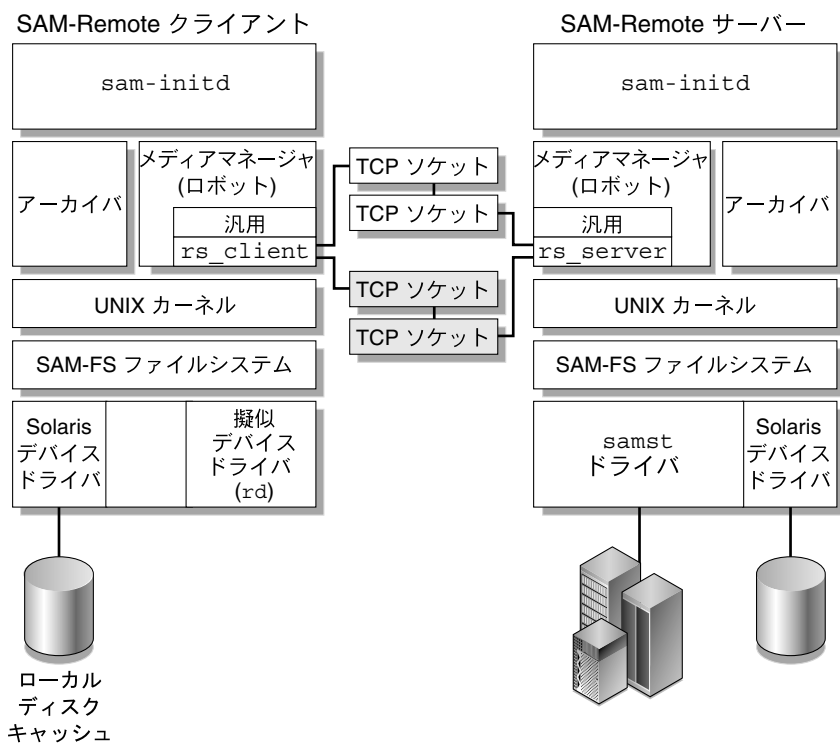 SAM-Remote クライアント
sam-initd
アーカイバ
メディアマネージャ
(ロボット)
汎用
rs_client
UNIX カーネル
SAM-FS ファイルシステム
Solaris
デバイス
ドライバ
擬似
デバイス
ドライバ
(rd)
ローカル
ディスク
キャッシュ
TCP ソケット
TCP ソケット
TCP ソケット
TCP ソケット
SAM-Remote サーバー
sam-initd
メディアマネージャ
(ロボット)
汎用
rs_server
アーカイバ
UNIX カーネル
SAM-FS ファイルシステム
samst
ドライバ
Solaris
デバイス
ドライバ